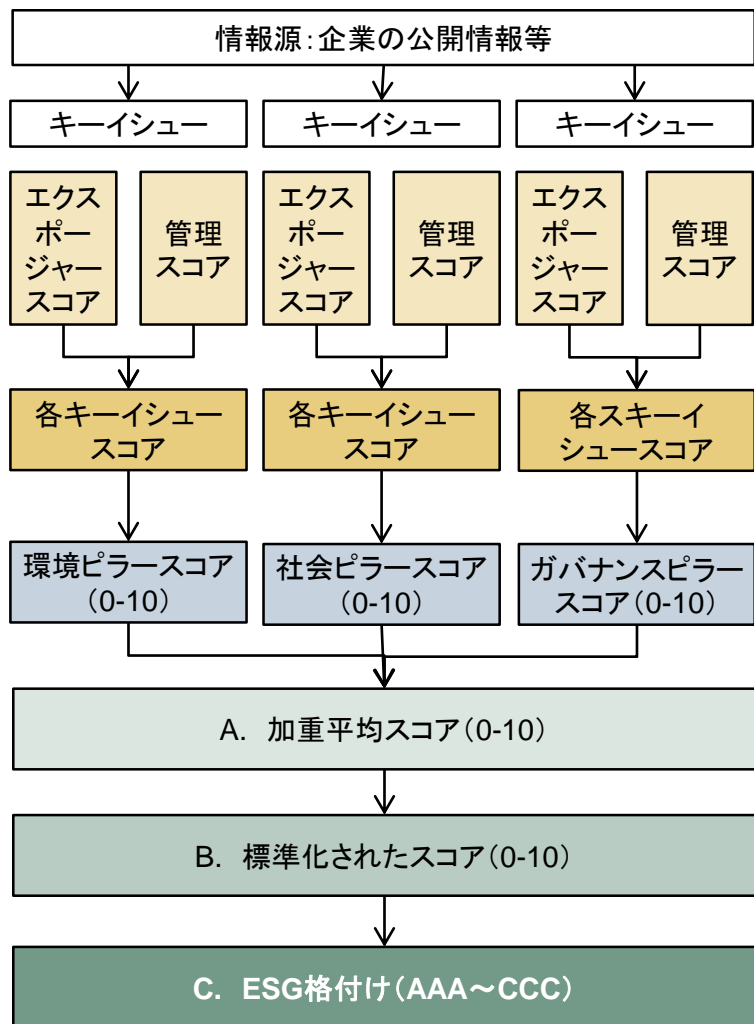 情報源：企業の公開情報等
キーイシュー
キーイシュー
キーイシュー
エクス
ポー
ジャー
スコア
管理
スコア
エクス
ポー
ジャー
スコア
管理
スコア
エクス
ポー
ジャー
スコア
管理
スコア
各キーイシュー
スコア
各キーイシュー
スコア
各スキーイ
シュースコア
環境ピラースコア
（0-10）
社会ピラースコア
（0-10）
ガバナンスピラー
スコア（0-10）
A. 加重平均スコア（0-10）
B. 標準化されたスコア（0-10）
C. ESG格付け（AAA～CCC）